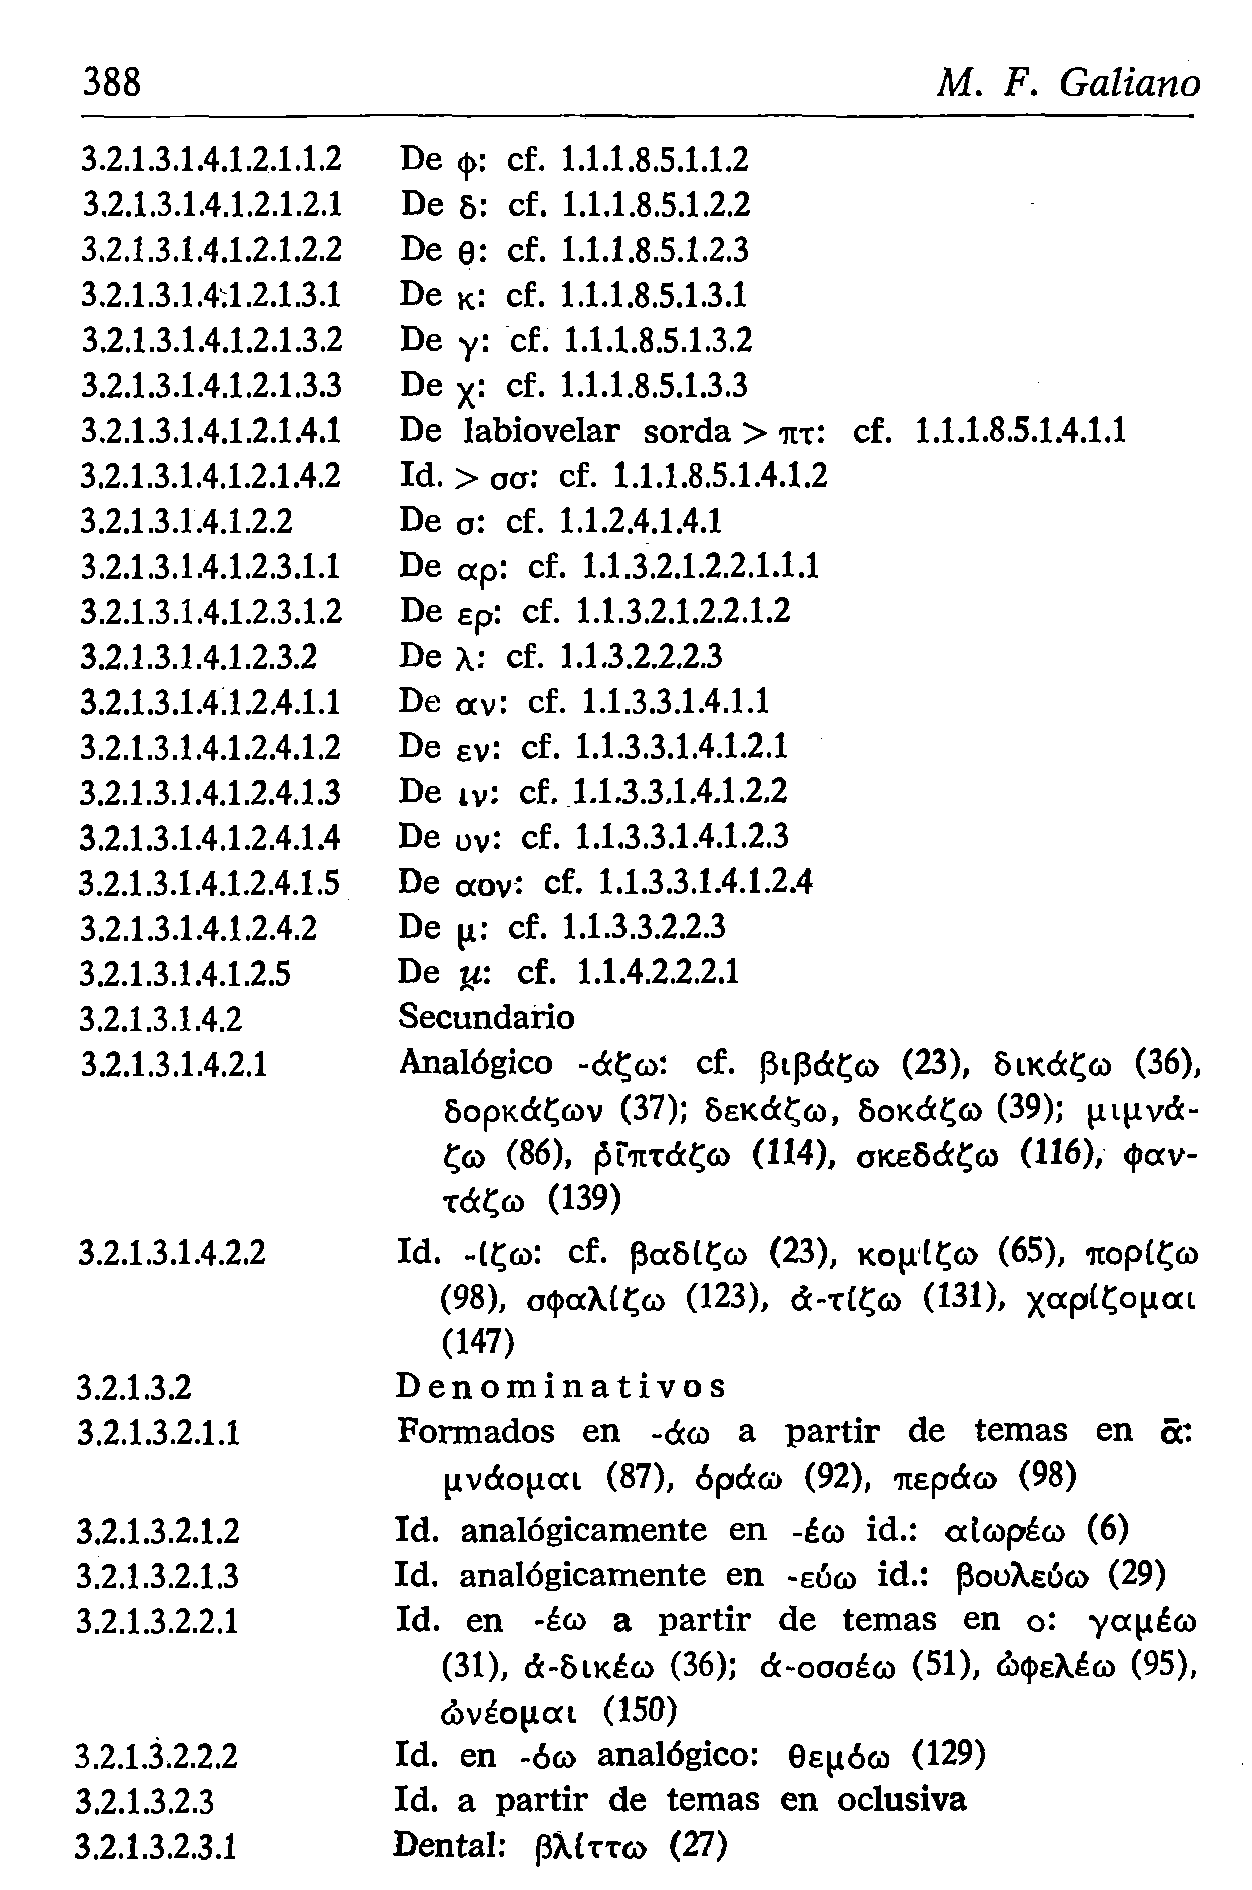 388 M. F. Galiano
3.2.1.3.1.4.1.2.1.1.2 De φ: cf. 1.1.1.8.5.1.1.2
3.2.1.3.1.4.1.2.1.2.1 De δ: cf. 1.1.1.8.5.1.2.2
3.2.1.3.1.4.1.2.1.2.2 De θ: cf. 1.1.1.8.5.1.2.3
3.2.1.3.1.4.1.2.1.3.1 De κ: cf. 1.1.1.8.5.1.3.1
3.2.1.3.1.4.1.2.1.3.2 De γ: cf. 1.1.1.8.5.1.3.2
3.2.1.3.1.4.1.2.1.3.3 De χ: cf. 1.1.1.8.5.1.3.3
3.2.1.3.1.4.1.2.1.4.1 De labiovelar sorda > πτ: cf. 1.1.1.8.5.1.4.1.1
3.2.1.3.1.4.1.2.1.4.2 Id. > σσ: cf. 1.1.1.8.5.1.4.1.2
3.2.1.3.1.4.1.2.2 De σ: cf. 1.1.2.4.1.4.1
3.2.1.3.1.4.1.2.3.1.1 De αρ: cf. 1.1.3.2.1.2.2.1.1.1
3.2.1.3.1.4.1.2.3.1.2 De ερ: cf. 1.1.3.2.1.2.2.1.2
3.2.1.3.1.4.1.2.3.2 De λ: cf. 1.1.3.2.2.2.3
3.2.1.3.1.4.1.2.4.1.1 De αν: cf. 1.1.3.3.1.4.1.1
3.2.1.3.1.4.1.2.4.1.2 De εν: cf. 1.1.3.3.1.4.1.2.1
3.2.1.3.1.4.1.2.4.1.3 De ιν: cf. 1.1.3.3.1.4.1.2.2
3.2.1.3.1.4.1.2.4.1.4 De υν: cf. 1.1.3.3.1.4.1.2.3
3.2.1.3.1.4.1.2.4.1.5 De αον: cf. 1.1.3.3.1.4.1.2.4
3.2.1.3.1.4.1.2.4.2 De μ: cf. 1.1.3.3.2.2.3
3.2.1.3.1.4.1.2.5 De u̯: cf. 1.1.4.2.2.2.1
3.2.1.3.1.4.2 Secundario
3.2.1.3.1.4.2.1 Analógico -άζω: cf. βιβάζω (23), δικάζω (36),
δορκάζων (37); δεκάζω, δοκάζω (39); μιμνά-
ζω (86), ῥῑπτάζω (114), σκεδάζω (116), φαν-
τάζω (139)
3.2.1.3.1.4.2.2 Id. -ίζω: cf. βαδίζω (23), κομίζω (65), πορίζω
(98), σφαλίζω (123), ἀ-τίζω (131), χαρίζομαι
(147)
3.2.1.3.2 Denominativos
3.2.1.3.2.1.1 Formados en -άω a partir de temas en ᾱ:
μνάομαι (87), ὁράω (92), περάω (98)
3.2.1.3.2.1.2 Id. analógicamente en -έω id.: αἰωρέω (6)
3.2.1.3.2.1.3 Id. analógicamente en -εύω id.: βουλεύω (29)
3.2.1.3.2.2.1 Id. en -έω a partir de temas en ο: γαμέω
(31), ἀ-δικέω (36); ἀ-οσσέω (51), ὠφελέω (95),
ὠνέομαι (150)
3.2.1.3.2.2.2 Id. en -όω analógico: θεμόω (129)
3.2.1.3.2.3 Id. a partir de temas en oclusiva
3.2.1.3.2.3.1 Dental: βλίττω (27)